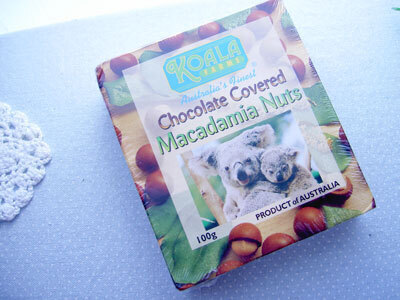 KOALA
FARMS
Australia's Finest
Chocolate Covered
Macadamia Nuts
PRODUCT of AUSTRALIA
100g